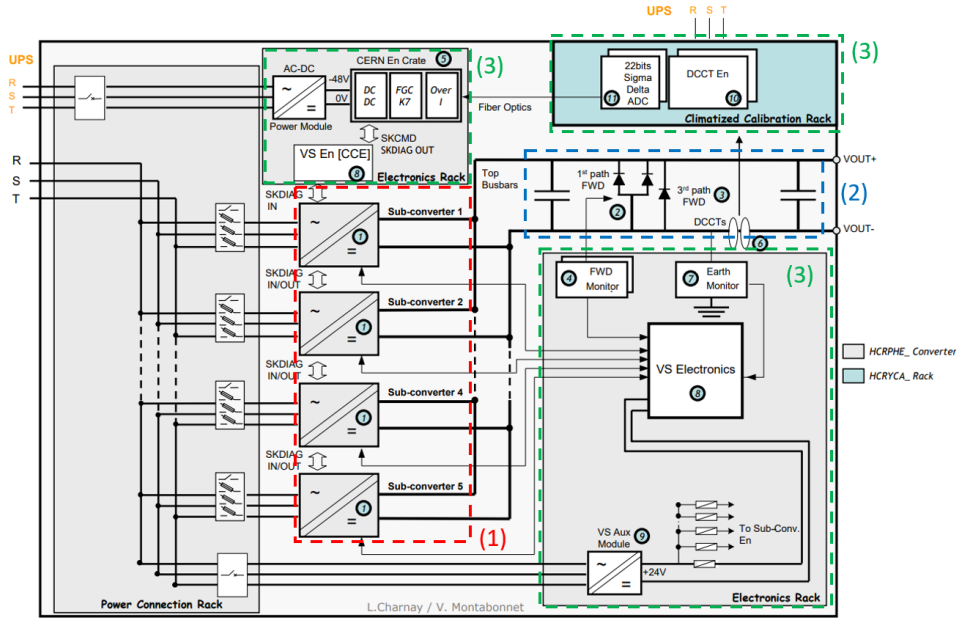 UPS
R
S
T
UPS
R
S
T
AC-DC
-48V
0V
Power Module
CERN En Crate
5
DC
DC
FGC
K7
Over
I
(3)
SKCMD
SKDIAG OUT
VS En [CCE]
8
Electronics Rack
Fiber Optics
22bits
Sigma
Delta
ADC
11
DCCT En
10
Climatized Calibration Rack
(3)
R
S
T
SKDIAG
IN
Sub-converter 1
1
SKDIAG
IN/OUT
Sub-converter 2
1
SKDIAG
IN/OUT
Sub-converter 4
1
SKDIAG
IN/OUT
Sub-converter 5
1
(1)
Top
Busbars
1st path
FWD
2
3rd path
FWD
3
DCCTs
6
VOUT+
(2)
VOUT-
4
FWD
Monitor
7
Earth
Monitor
(3)
VS Electronics
8
HCRPHE_ Converter
HCRYCA_ Rack
VS Aux
Module
9
+24V
To Sub-Conv.
En
Electronics Rack
Power Connection Rack
L.Charnay / V. Montabonnet